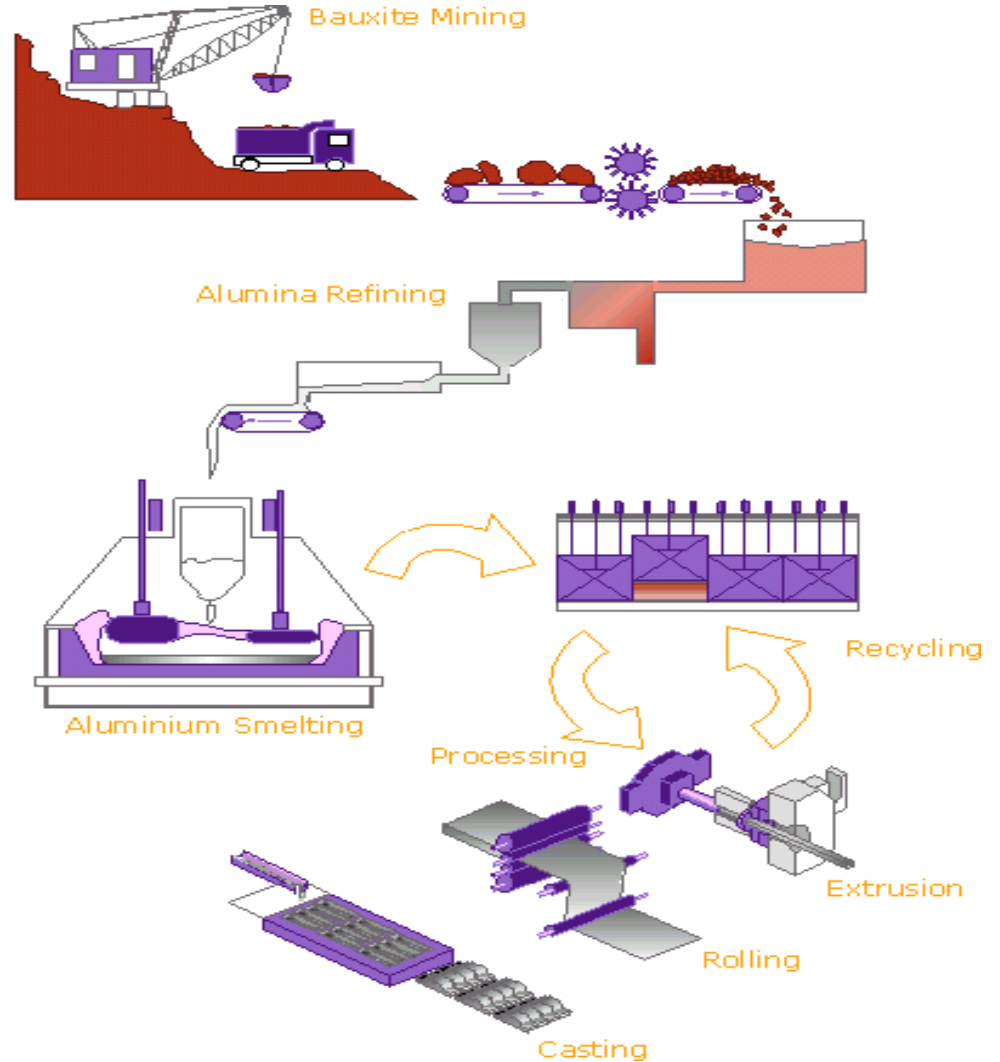 Bauxite Mining
Alumina Refining
Aluminium Smelting
Recycling
Processing
Extrusion
Rolling
Casting